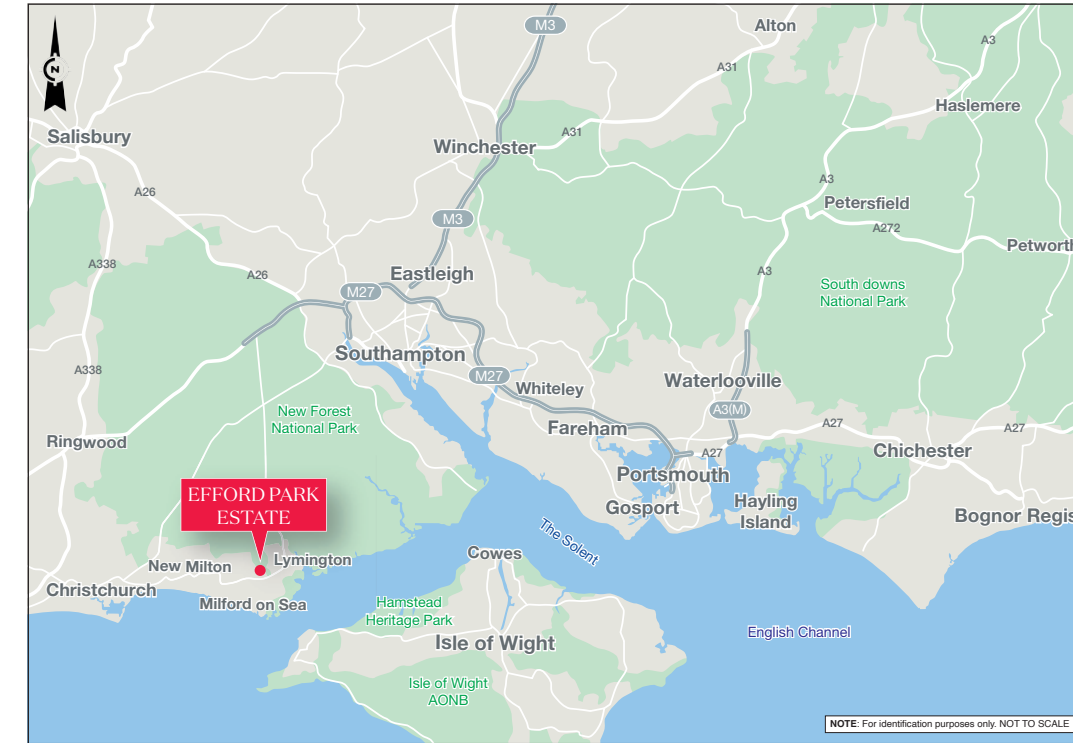 M3
Alton
A3
A31
N
Haslemere
Salisbury
A31
Winchester
A3
A26
Petersfield
M3
A272
Petworth
A338
A26
Eastleigh
A3
M27
South downs
National Park
Southampton
A338
M27
Whiteley
Waterlooville
New Forest
National Park
A3(M)
Fareham
A27
A27
Ringwood
A27
Chichester
Portsmouth
EFFORD PARK
ESTATE
Gosport
Hayling
Island
Bognor Regis
The Solent
Cowes
New Milton
Lymington
Christchurch
Milford on Sea
Hamstead
Heritage Park
English Channel
Isle of Wight
Isle of Wight
AONB
NOTE: For identification purposes only. NOT TO SCALE